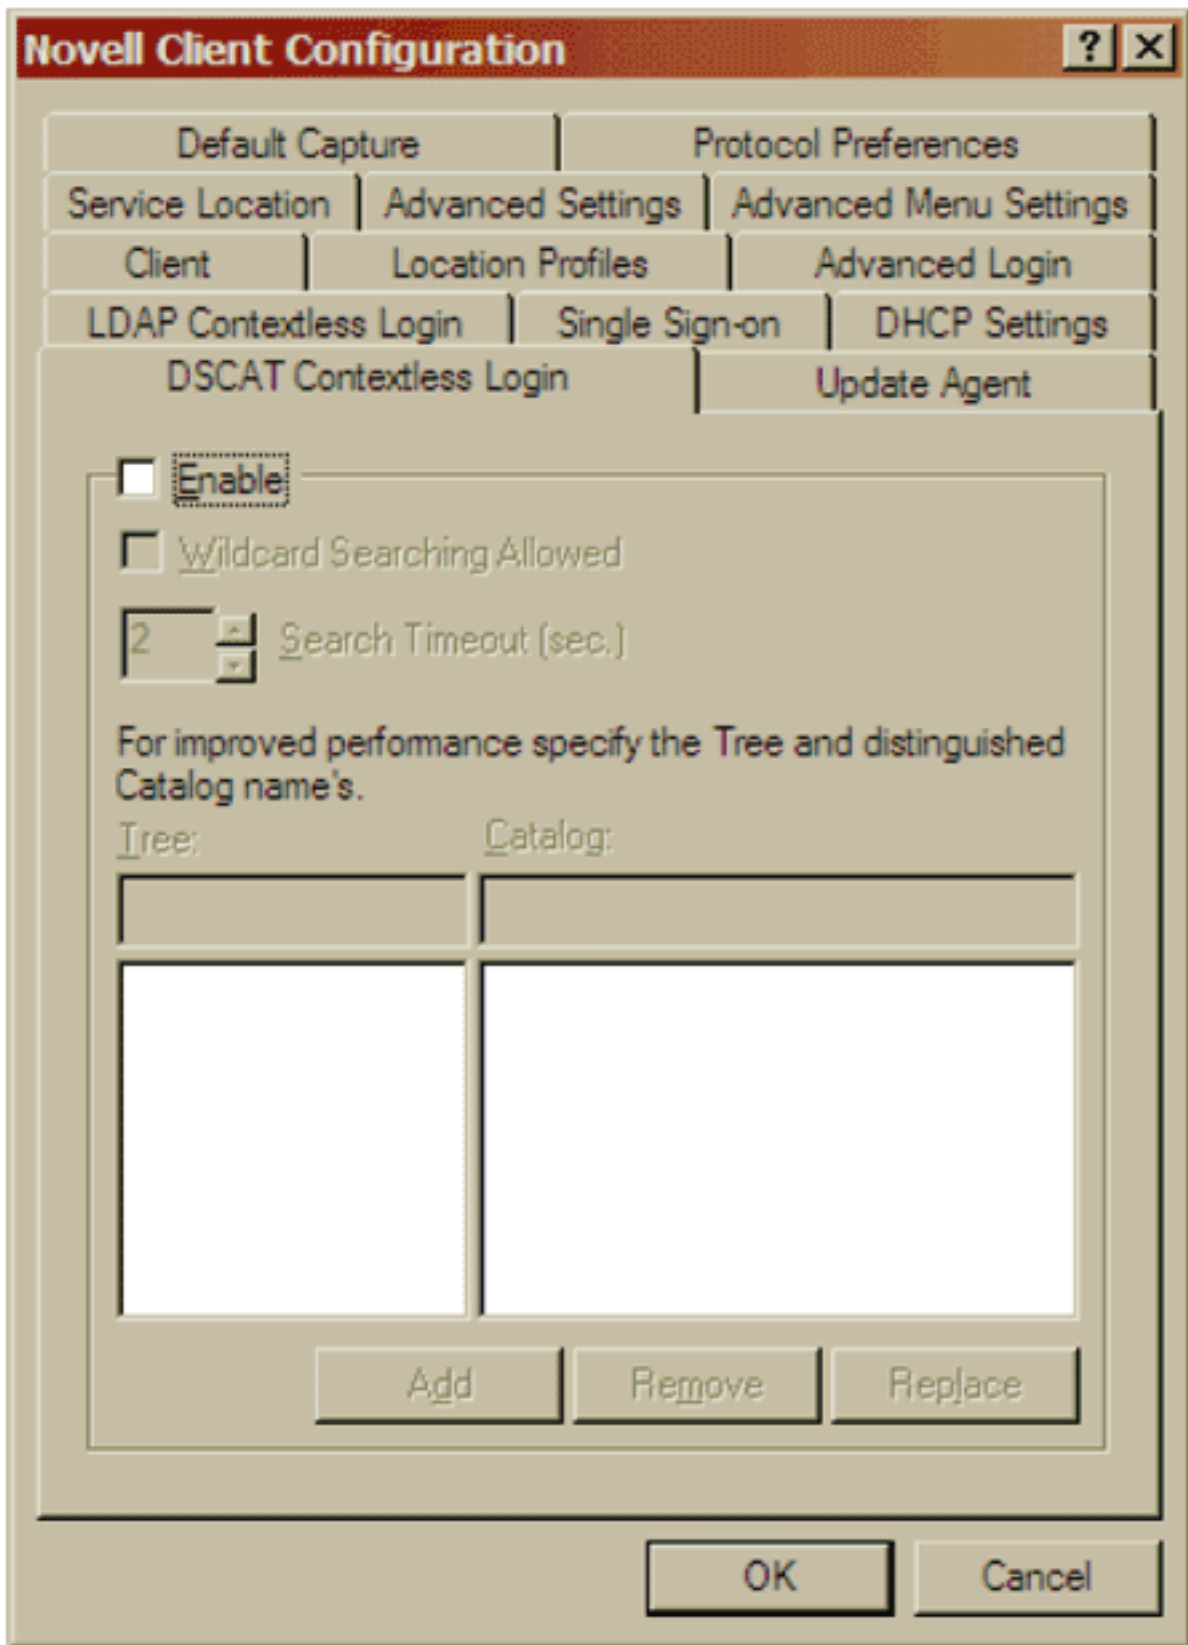 Novell Client Configuration
Default Capture Protocol Preferences
Service Location Advanced Settings Advanced Menu Settings
Client Location Profiles Advanced Login
LDAP Contextless Login Single Sign-on DHCP Settings
DSCAT Contextless Login Update Agent
Enable
Wildcard Searching Allowed
2 Search Timeout (sec.)
For improved performance specify the Tree and distinguished
Catalog name's.
Tree: Catalog:
Add Remove Replace
OK Cancel